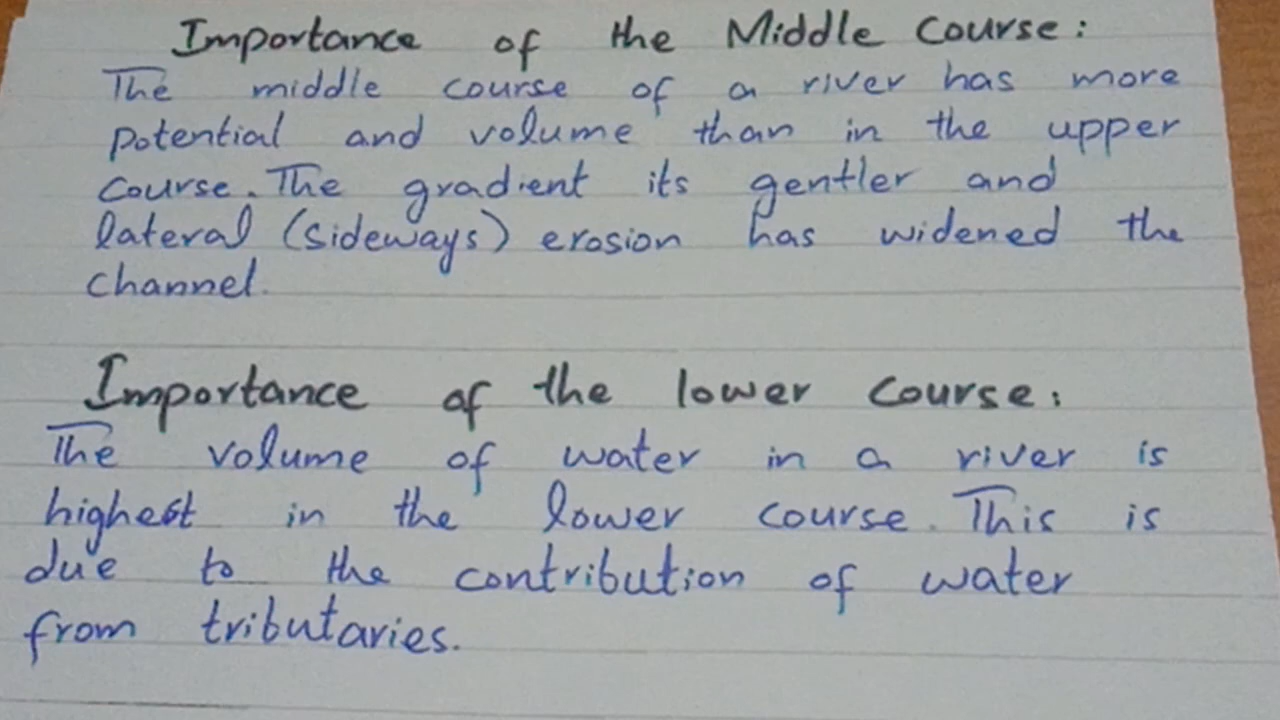 Importance of the Middle Course:
The middle course of a river has more
potential and volume than in the upper
course. The gradient its gentler and
lateral (sideways) erosion has widened the
channel.
Importance of the lower course:
The volume of water in a river is
highest in the lower course. This is
due to the contribution of water
from tributaries.